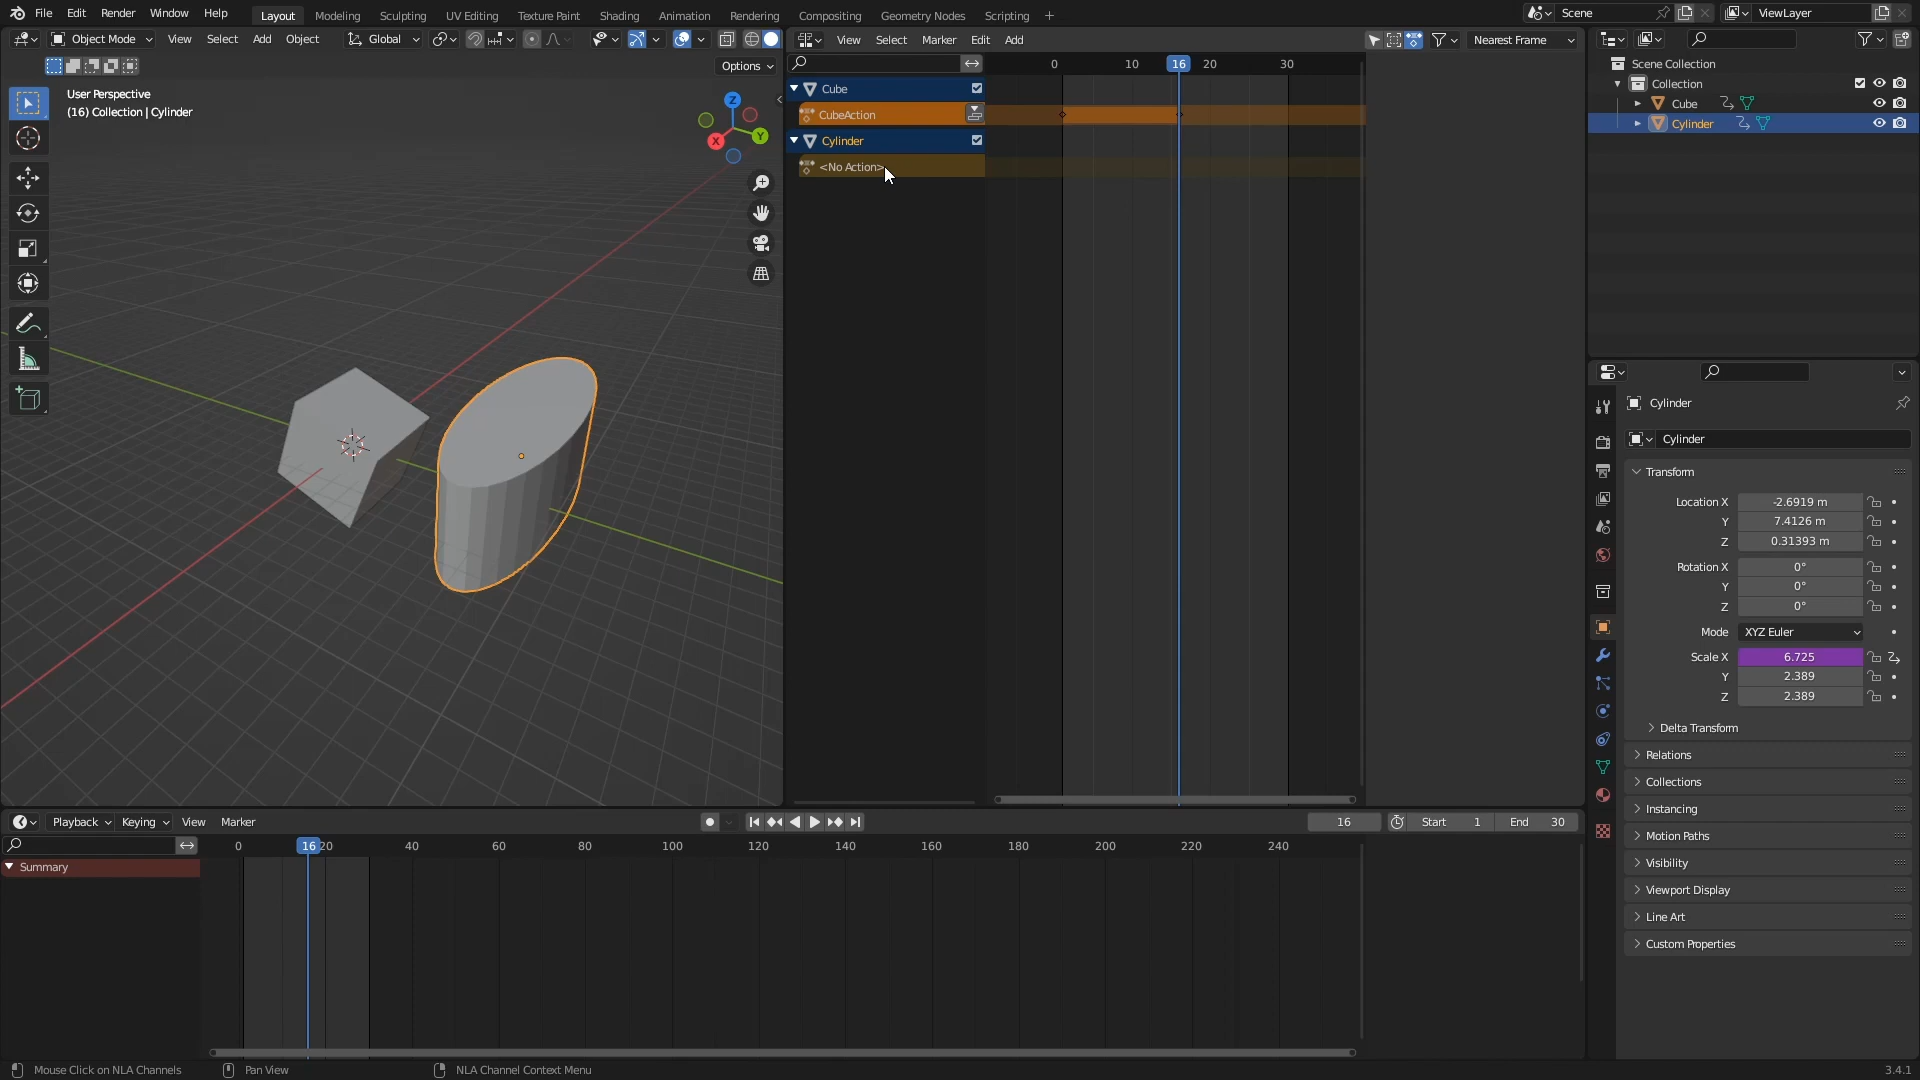 File Edit Render Window Help Layout Modeling Sculpting UV Editing Texture Paint Shading Animation Rendering Compositing Geometry Nodes Scripting + Scene ViewLayer
Object Mode View Select Add Object Global
View Select Marker Edit Add Nearest Frame
Options
User Perspective
(16) Collection | Cylinder
Z
Y
X
0 10 16 20 30
Cube
CubeAction
Cylinder
<No Action>
Scene Collection
Collection
Cube
Cylinder
Cylinder
Cylinder
Transform
Location X -2.6919 m
Y 7.4126 m
Z 0.31393 m
Rotation X 0°
Y 0°
Z 0°
Mode XYZ Euler
Scale X 6.725
Y 2.389
Z 2.389
Delta Transform
Relations
Collections
Instancing
Motion Paths
Visibility
Viewport Display
Line Art
Custom Properties
Playback Keying View Marker 16 Start 1 End 30
0 16 20 40 60 80 100 120 140 160 180 200 220 240
Summary
Mouse Click on NLA Channels Pan View NLA Channel Context Menu 3.4.1